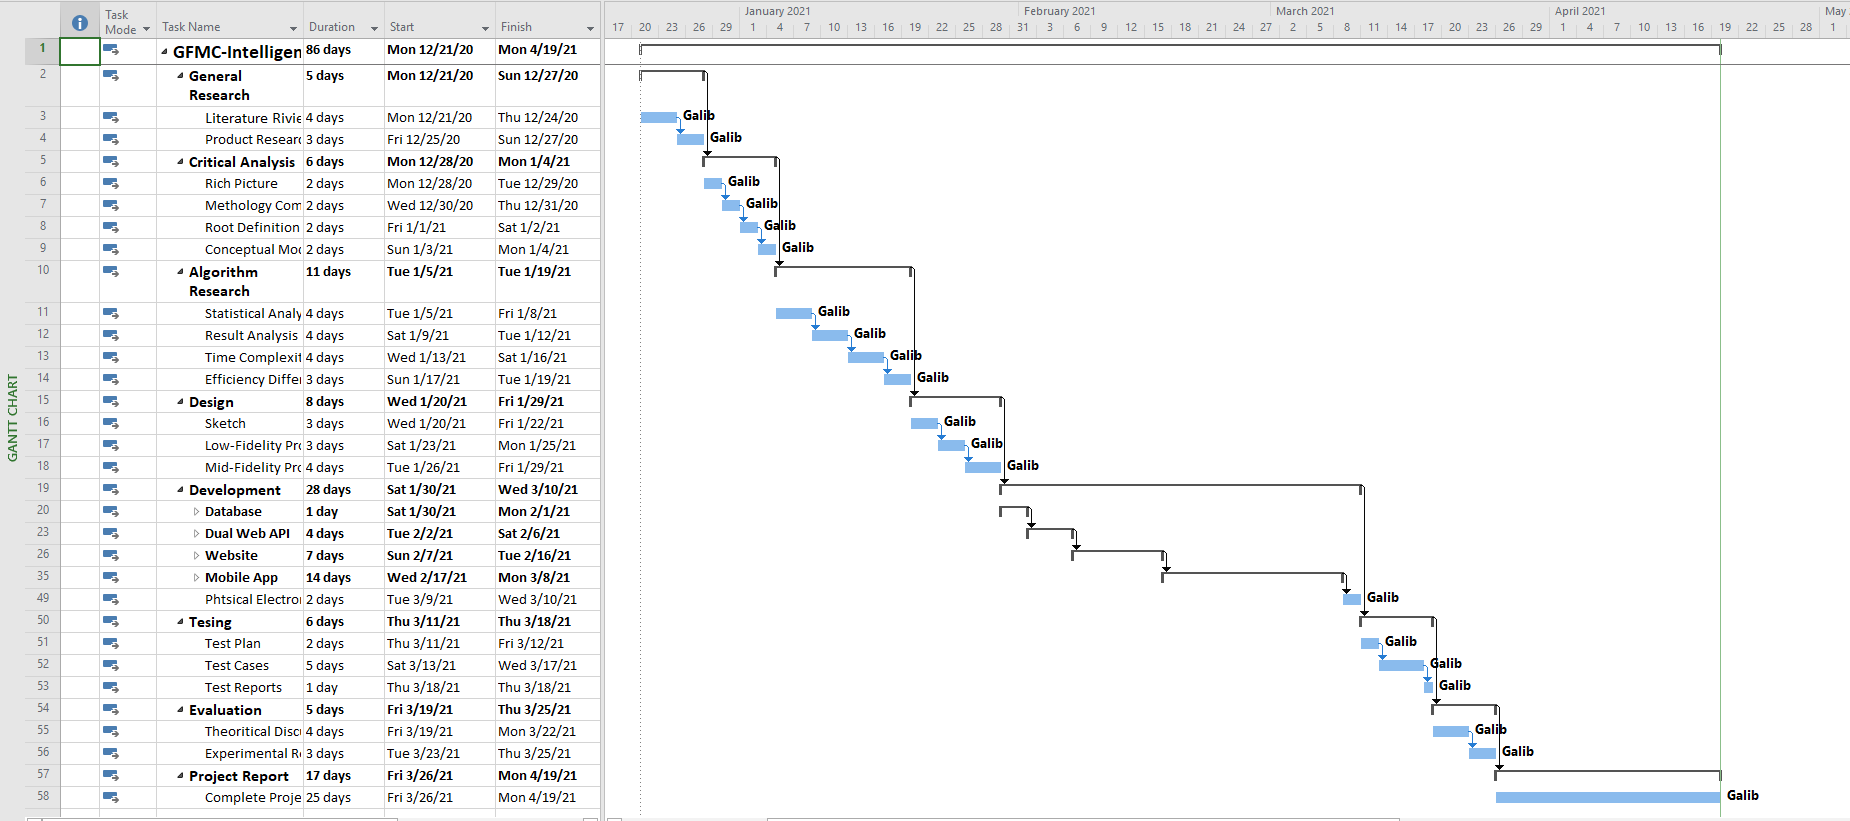 Task Mode	Task Name	Duration	Start	Finish
January 2021	February 2021	March 2021	April 2021	May
17 20 23 26 29 1 4 7 10 13 16 19 22 25 28 31 3 6 9 12 15 18 21 24 27 2 5 8 11 14 17 20 23 26 29 1 4 7 10 13 16 19 22 25 28 1
1 GFMC-Intelligen 86 days Mon 12/21/20 Mon 4/19/21
2 General Research 5 days Mon 12/21/20 Sun 12/27/20
3 Literature Rivie 4 days Mon 12/21/20 Thu 12/24/20 Galib
4 Product Researc 3 days Fri 12/25/20 Sun 12/27/20 Galib
5 Critical Analysis 6 days Mon 12/28/20 Mon 1/4/21
6 Rich Picture 2 days Mon 12/28/20 Tue 12/29/20 Galib
7 Methology Com 2 days Wed 12/30/20 Thu 12/31/20 Galib
8 Root Definition 2 days Fri 1/1/21 Sat 1/2/21 Galib
9 Conceptual Moc 2 days Sun 1/3/21 Mon 1/4/21 Galib
10 Algorithm Research 11 days Tue 1/5/21 Tue 1/19/21
11 Statistical Analy 4 days Tue 1/5/21 Fri 1/8/21 Galib
12 Result Analysis 4 days Sat 1/9/21 Tue 1/12/21 Galib
13 Time Complexit 4 days Wed 1/13/21 Sat 1/16/21 Galib
14 Efficiency Differ 3 days Sun 1/17/21 Tue 1/19/21 Galib
15 Design 8 days Wed 1/20/21 Fri 1/29/21
16 Sketch 3 days Wed 1/20/21 Fri 1/22/21 Galib
17 Low-Fidelity Prc 3 days Sat 1/23/21 Mon 1/25/21 Galib
18 Mid-Fidelity Prc 4 days Tue 1/26/21 Fri 1/29/21 Galib
19 Development 28 days Sat 1/30/21 Wed 3/10/21
20 Database 1 day Sat 1/30/21 Mon 2/1/21
23 Dual Web API 4 days Tue 2/2/21 Sat 2/6/21
26 Website 7 days Sun 2/7/21 Tue 2/16/21
35 Mobile App 14 days Wed 2/17/21 Mon 3/8/21
49 Phtsical Electror 2 days Tue 3/9/21 Wed 3/10/21 Galib
50 Tesing 6 days Thu 3/11/21 Thu 3/18/21
51 Test Plan 2 days Thu 3/11/21 Fri 3/12/21 Galib
52 Test Cases 5 days Sat 3/13/21 Wed 3/17/21 Galib
53 Test Reports 1 day Thu 3/18/21 Thu 3/18/21 Galib
54 Evaluation 5 days Fri 3/19/21 Thu 3/25/21
55 Theoritical Discu 4 days Fri 3/19/21 Mon 3/22/21 Galib
56 Experimental Re 3 days Tue 3/23/21 Thu 3/25/21 Galib
57 Project Report 17 days Fri 3/26/21 Mon 4/19/21
58 Complete Proje 25 days Fri 3/26/21 Mon 4/19/21 Galib
GANTT CHART